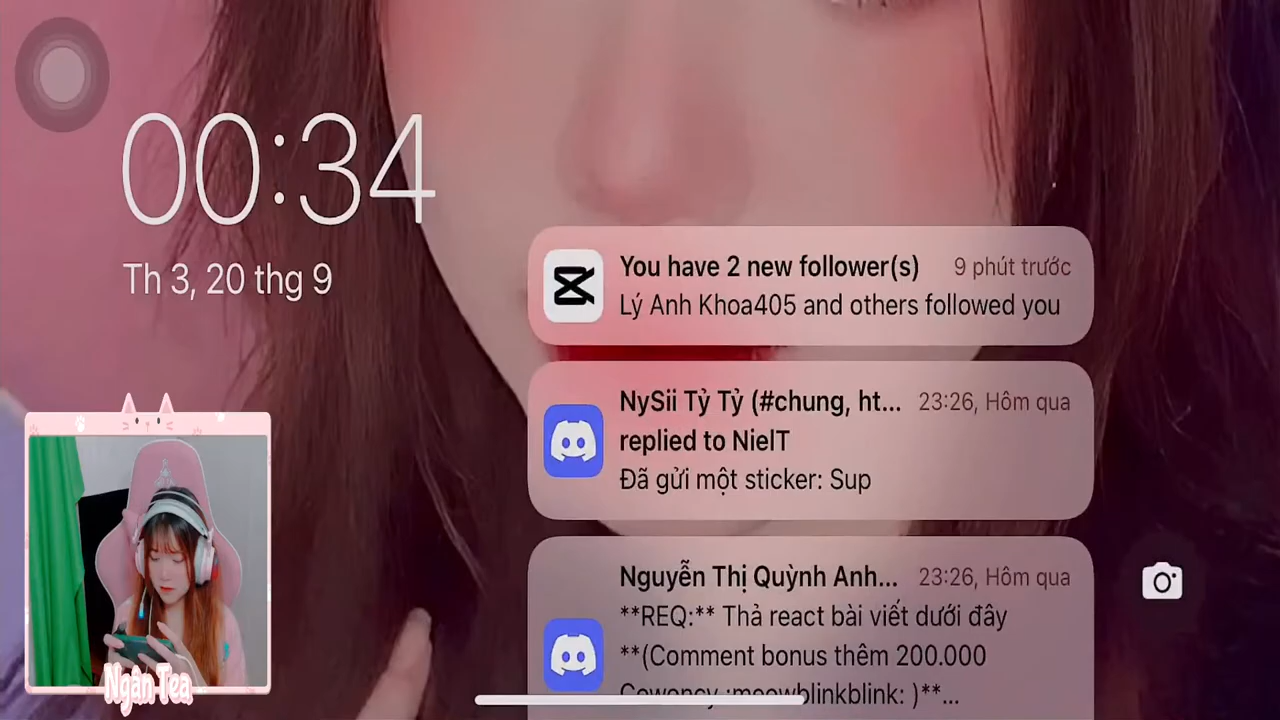 00:34
Th 3, 20 thg 9
You have 2 new follower(s)
9 phút trước
Lý Anh Khoa405 and others followed you
NySii Tỷ Tỷ (#chung, ht...
23:26, Hôm qua
replied to NielT
Đã gửi một sticker: Sup
Nguyễn Thị Quỳnh Anh...
23:26, Hôm qua
**REQ:** Thả react bài viết dưới đây
**(Comment bonus thêm 200.000
Cowoncy :meowblinkblink: )**...
Ngân Tea